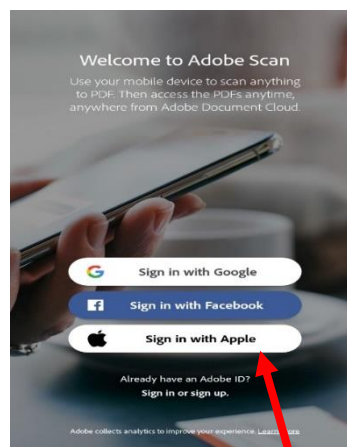 Welcome to Adobe Scan
Use your mobile device to scan anything
to PDF. Then access the PDFs anytime,
anywhere from Adobe Document Cloud.
Sign in with Google
Sign in with Facebook
Sign in with Apple
Already have an Adobe ID?
Sign in or sign up.
Adobe collects analytics to improve your experience. Learn more